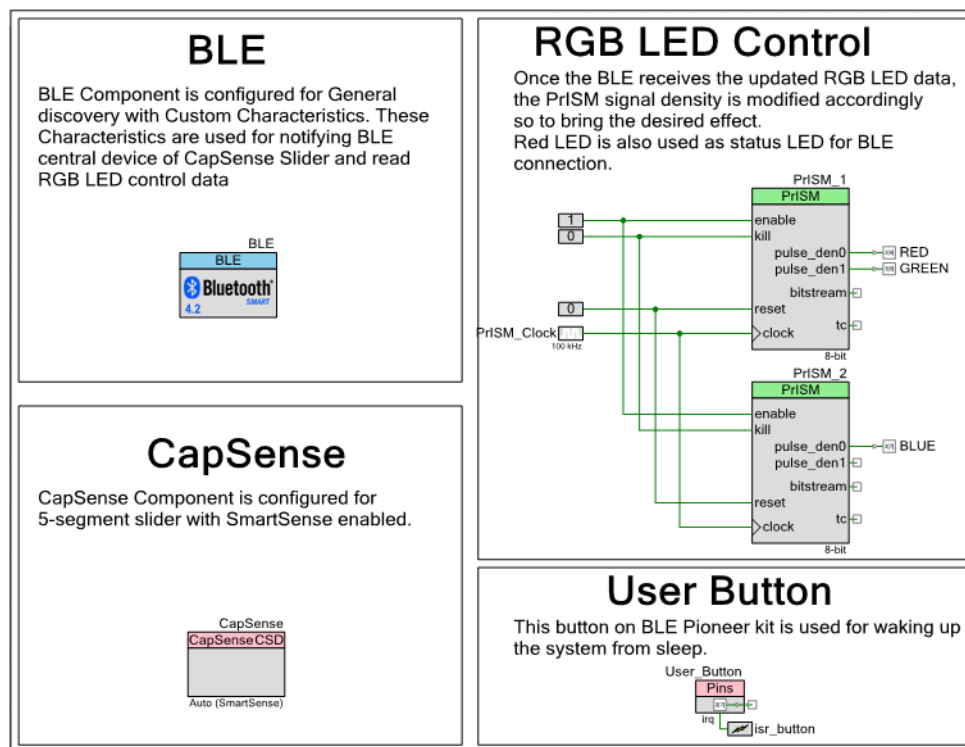 BLE
BLE Component is configured for General
discovery with Custom Characteristics. These
Characteristics are used for notifying BLE
central device of CapSense Slider and read
RGB LED control data
BLE
BLE
Bluetooth
SMART
4.2
CapSense
CapSense Component is configured for
5-segment slider with SmartSense enabled.
CapSense
CapSense CSD
Auto (SmartSense)
RGB LED Control
Once the BLE receives the updated RGB LED data,
the PrISM signal density is modified accordingly
so to bring the desired effect.
Red LED is also used as status LED for BLE
connection.
PrISM_1
PrISM
1
enable
0
kill
pulse_den0
RED
pulse_den1
GREEN
bitstream
0
reset
tc
PrISM_Clock
clock
100 kHz
8-bit
PrISM_2
PrISM
enable
kill
pulse_den0
BLUE
pulse_den1
bitstream
reset
tc
clock
8-bit
User Button
This button on BLE Pioneer kit is used for waking up
the system from sleep.
User_Button
Pins
irq
isr_button